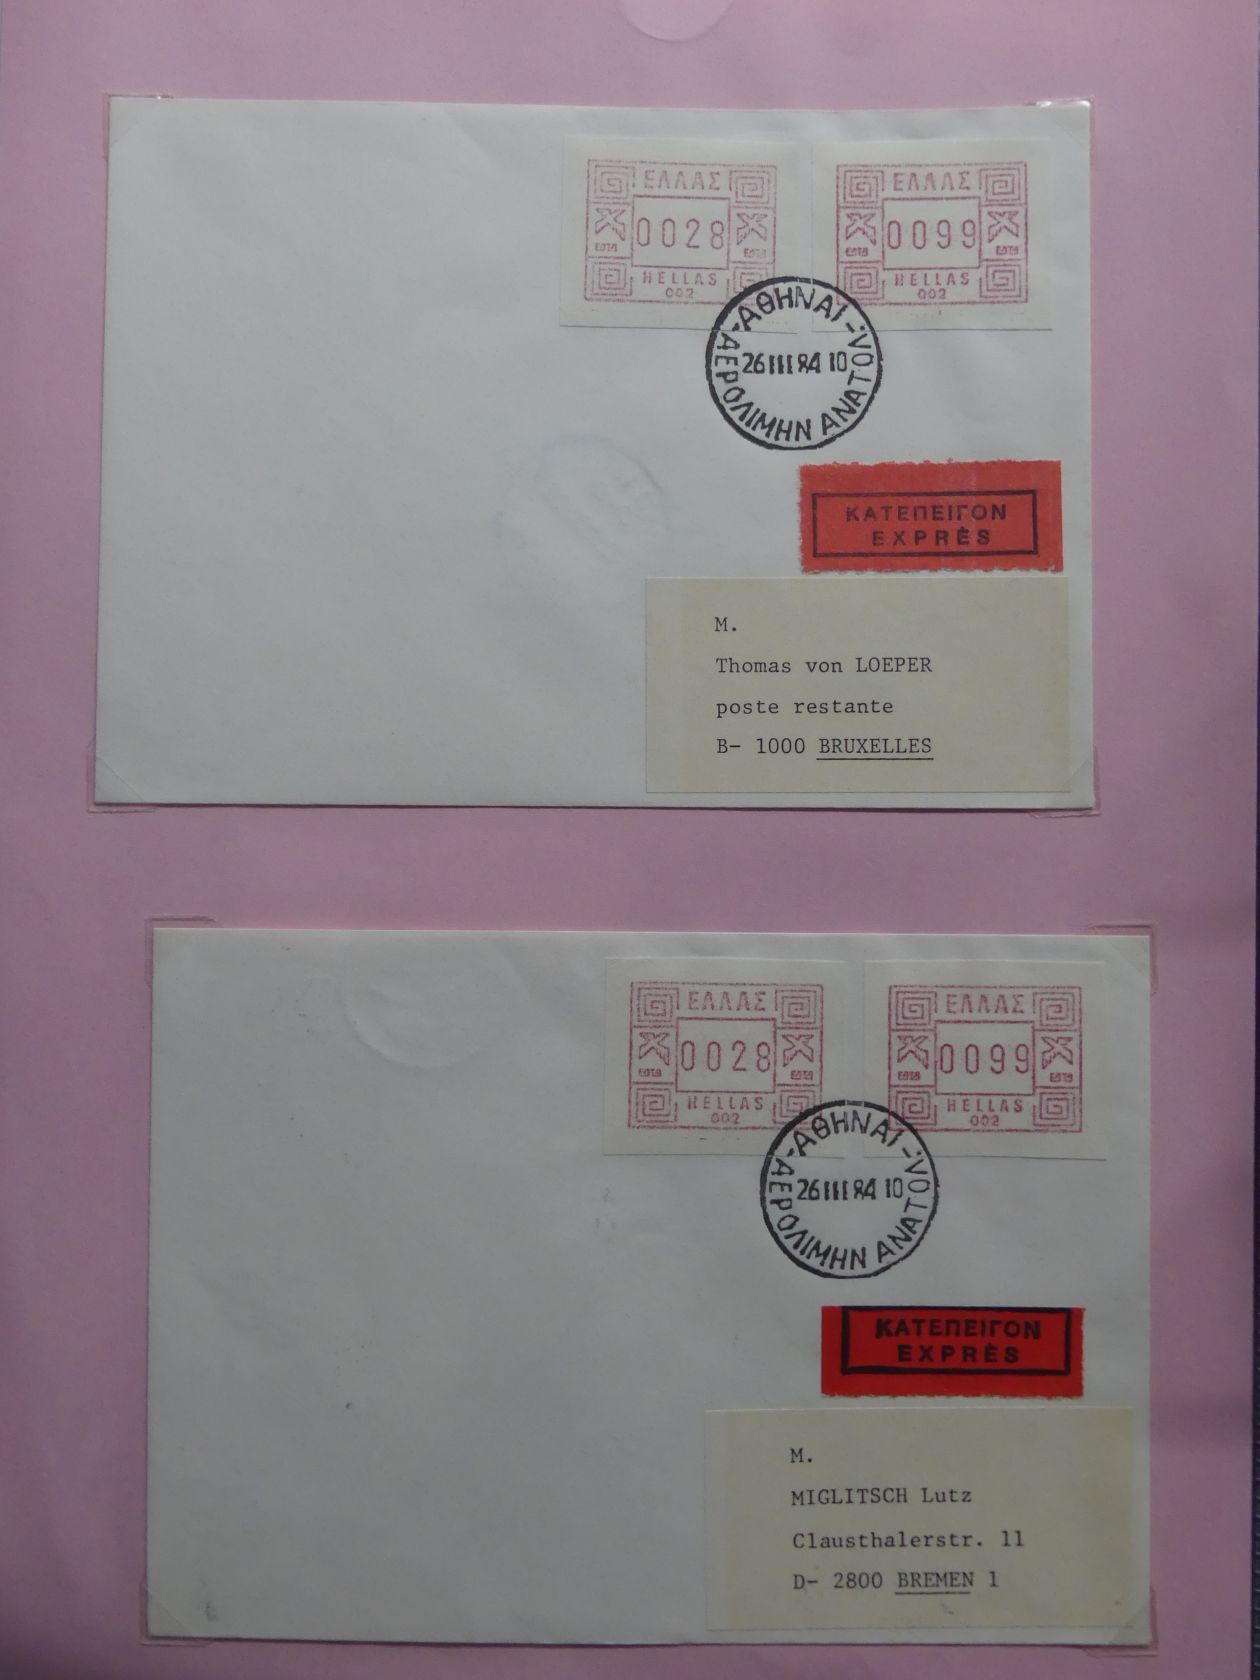 ΕΛΛΑΣ
0028
ΕΛΤΑ ΕΛΤΑ
HELLAS
002
ΕΛΛΑΣ
0099
ΕΛΤΑ ΕΛΤΑ
HELLAS
002
-ΑΘΗΝΑΙ-
26 III 84 10
ΑΕΡΟΛΙΜΗΝ ΑΝΑΤΟΛ.
ΚΑΤΕΠΕΙΓΟΝ
EXPRÈS
M.
Thomas von LOEPER
poste restante
B- 1000 BRUXELLES
ΕΛΛΑΣ
0028
ΕΛΤΑ ΕΛΤΑ
HELLAS
002
ΕΛΛΑΣ
0099
ΕΛΤΑ ΕΛΤΑ
HELLAS
002
-ΑΘΗΝΑΙ-
26 III 84 10
ΑΕΡΟΛΙΜΗΝ ΑΝΑΤΟΛ.
ΚΑΤΕΠΕΙΓΟΝ
EXPRÈS
M.
MIGLITSCH Lutz
Clausthalerstr. 11
D- 2800 BREMEN 1